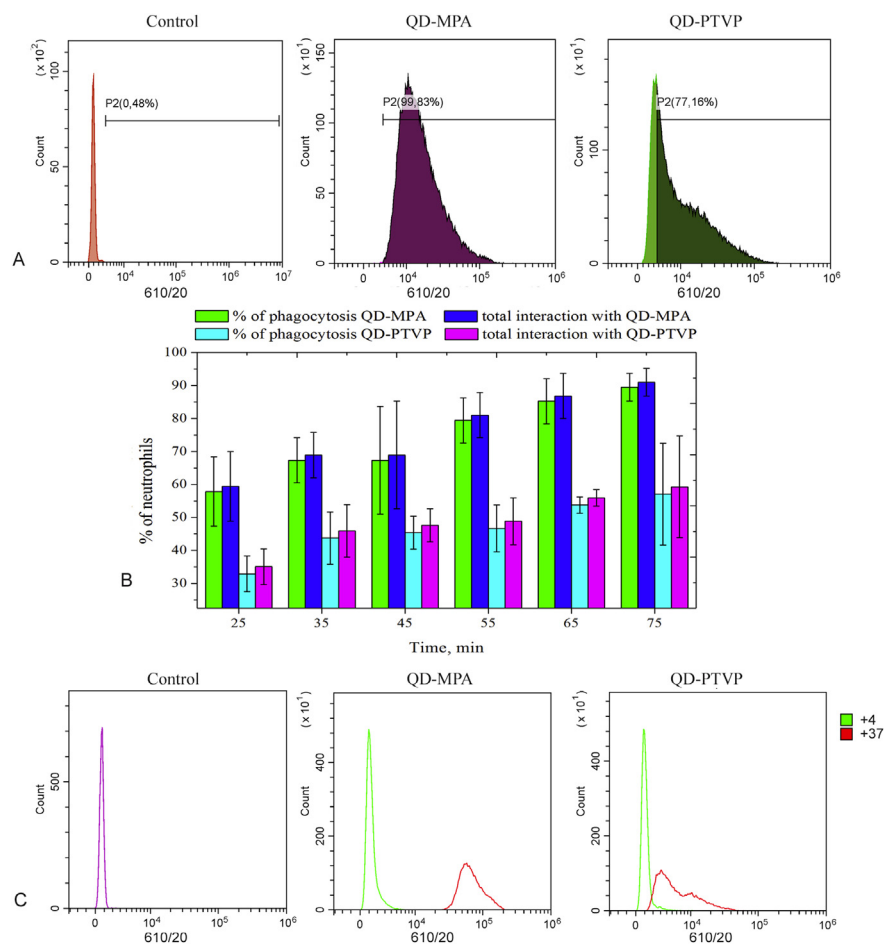 Control QD-MPA QD-PTVP
(x 10²) (x 10¹) (x 10¹)
P2(0,48%) P2(99,83%) P2(77,16%)
Count Count Count
100 50 0
150 100 50 0
100 0
0 10⁴ 10⁵ 10⁶ 10⁷
10⁴ 10⁵ 10⁶
10⁴ 10⁵ 10⁶
610/20 610/20 610/20
A
% of phagocytosis QD-MPA total interaction with QD-MPA
% of phagocytosis QD-PTVP total interaction with QD-PTVP
% of neutrophils
100
90
80
70
60
50
40
30
B
25 35 45 55 65 75
Time, min
Control QD-MPA QD-PTVP
(x 10¹) (x 10¹)
+4
+37
Count Count Count
500 0
400 200 0
400 200 0
C
0 10⁴ 10⁵ 10⁶
0 10⁴ 10⁵ 10⁶
0 10⁴ 10⁵ 10⁶
610/20 610/20 610/20